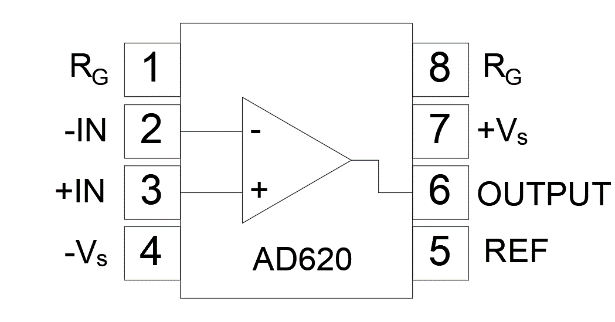 RG 1 8 RG
-IN 2 - 7 +Vs
+IN 3 + 6 OUTPUT
-Vs 4 AD620 5 REF